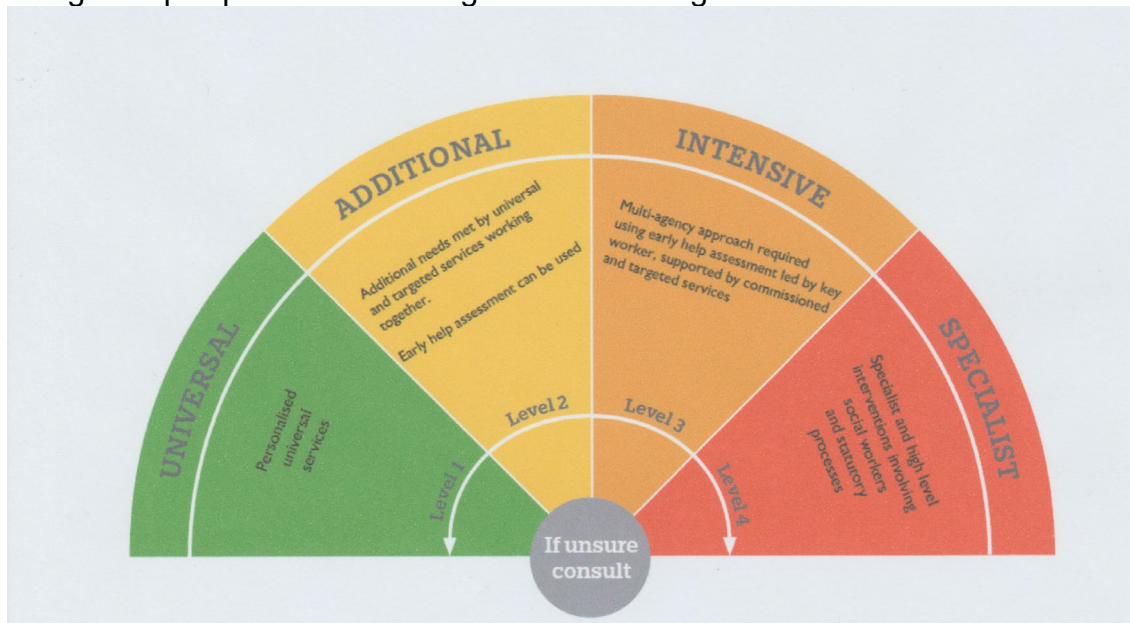 UNIVERSAL
Personalised
universal
services
Level 1
ADDITIONAL
Additional needs met by universal
and targeted services working
together.
Early help assessment can be used
Level 2
INTENSIVE
Multi-agency approach required
using early help assessment led by key
worker, supported by commissioned
and targeted services
Level 3
SPECIALIST
Specialist and high level
interventions involving
social workers
and statutory
processes
Level 4
If unsure
consult